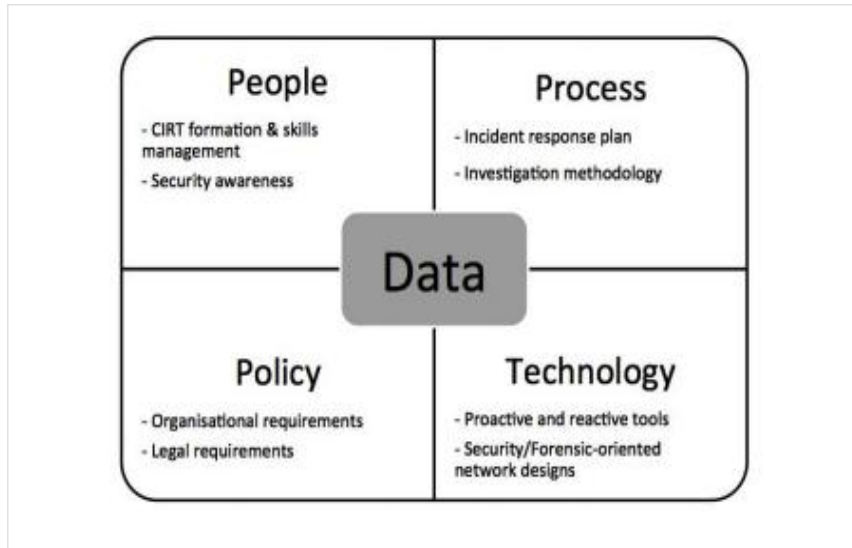 People
- CIRT formation & skills
management
- Security awareness
Process
- Incident response plan
- Investigation methodology
Data
Policy
- Organisational requirements
- Legal requirements
Technology
- Proactive and reactive tools
- Security/Forensic-oriented
network designs